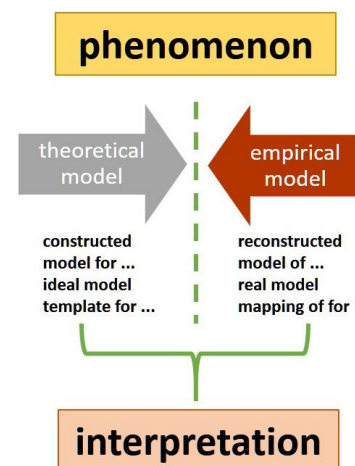 phenomenon
theoretical
model
empirical
model
constructed
model for ...
ideal model
template for ...
reconstructed
model of ...
real model
mapping of for
interpretation